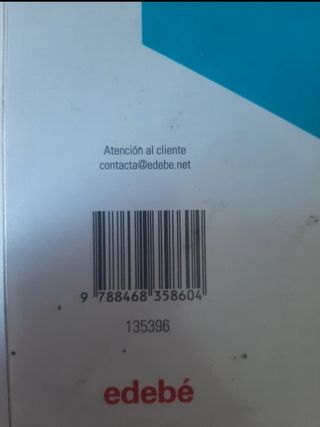 Atención al cliente
contacta@edebe.net
9 788468 358604
135396
edebé